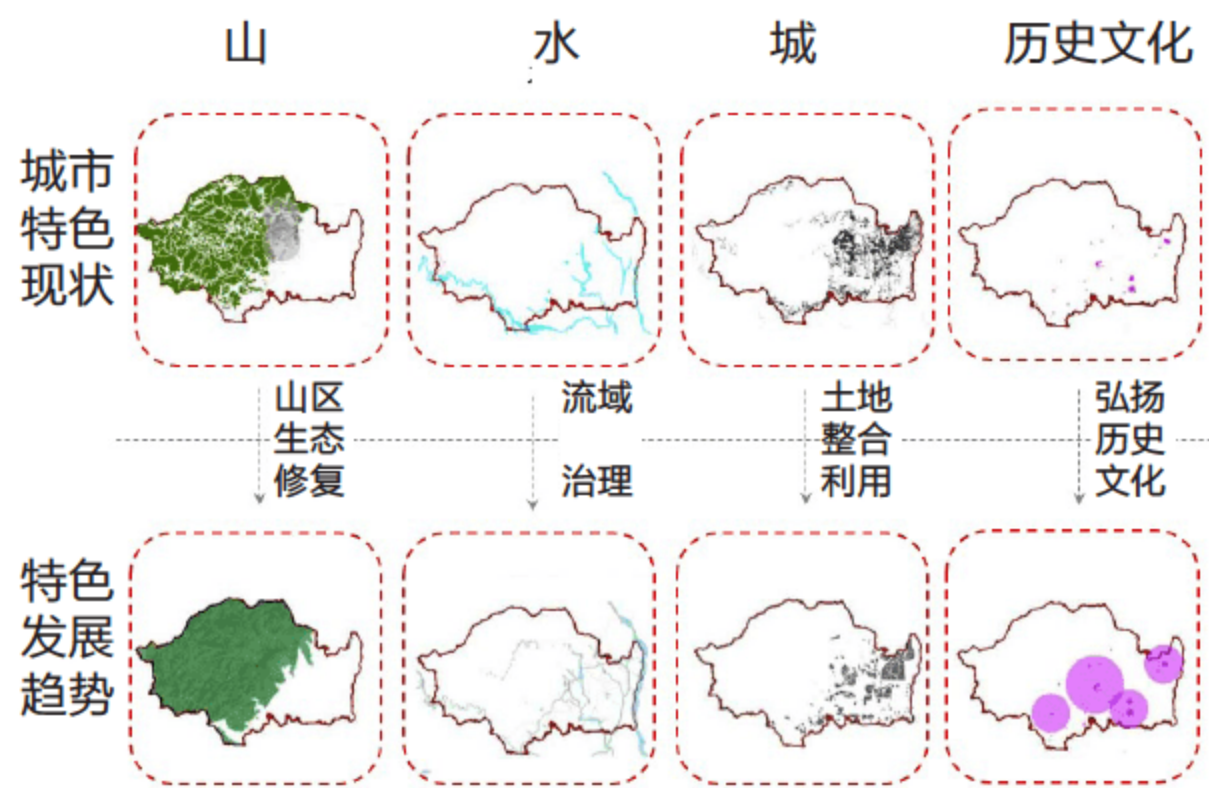 山
水
城
历史文化
城市
特色
现状
山区
生态
修复
流域
治理
土地
整合
利用
弘扬
历史
文化
特色
发展
趋势